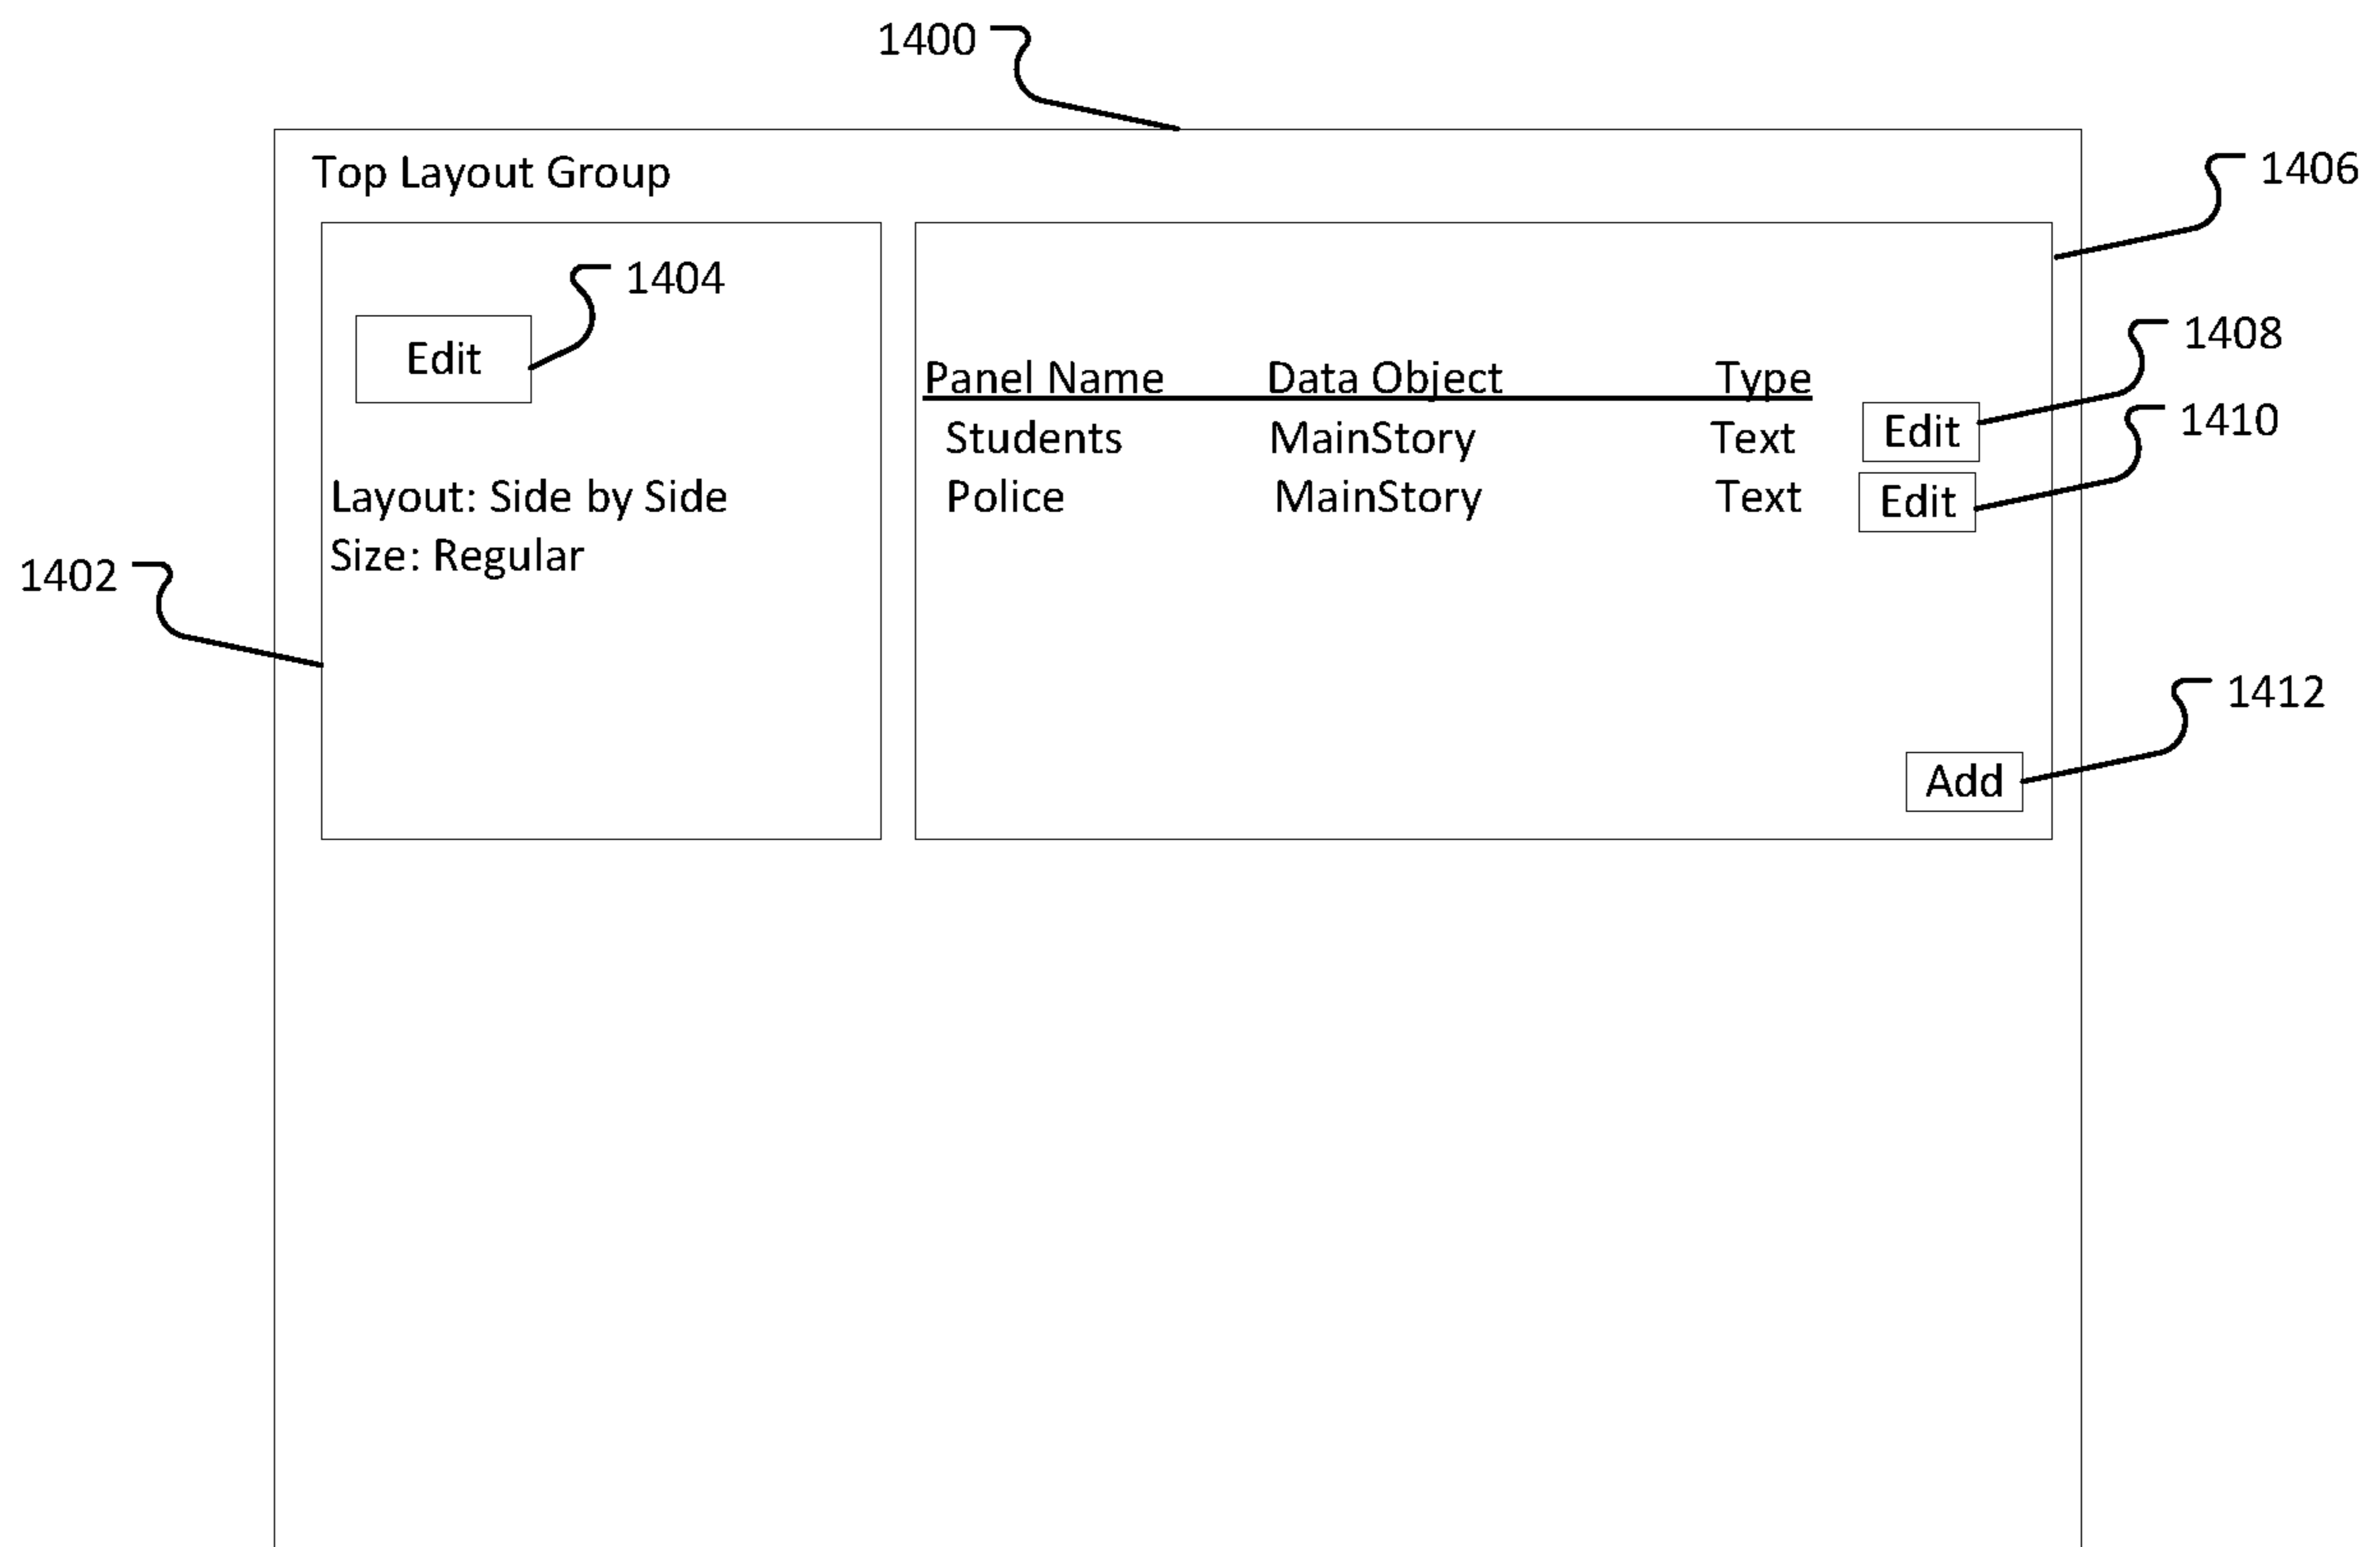 1400
Top Layout Group
1406
1404
Edit
1408
Panel Name Data Object Type
1410
Students MainStory Text Edit
Layout: Side by Side
Police MainStory Text Edit
Size: Regular
1402
1412
Add